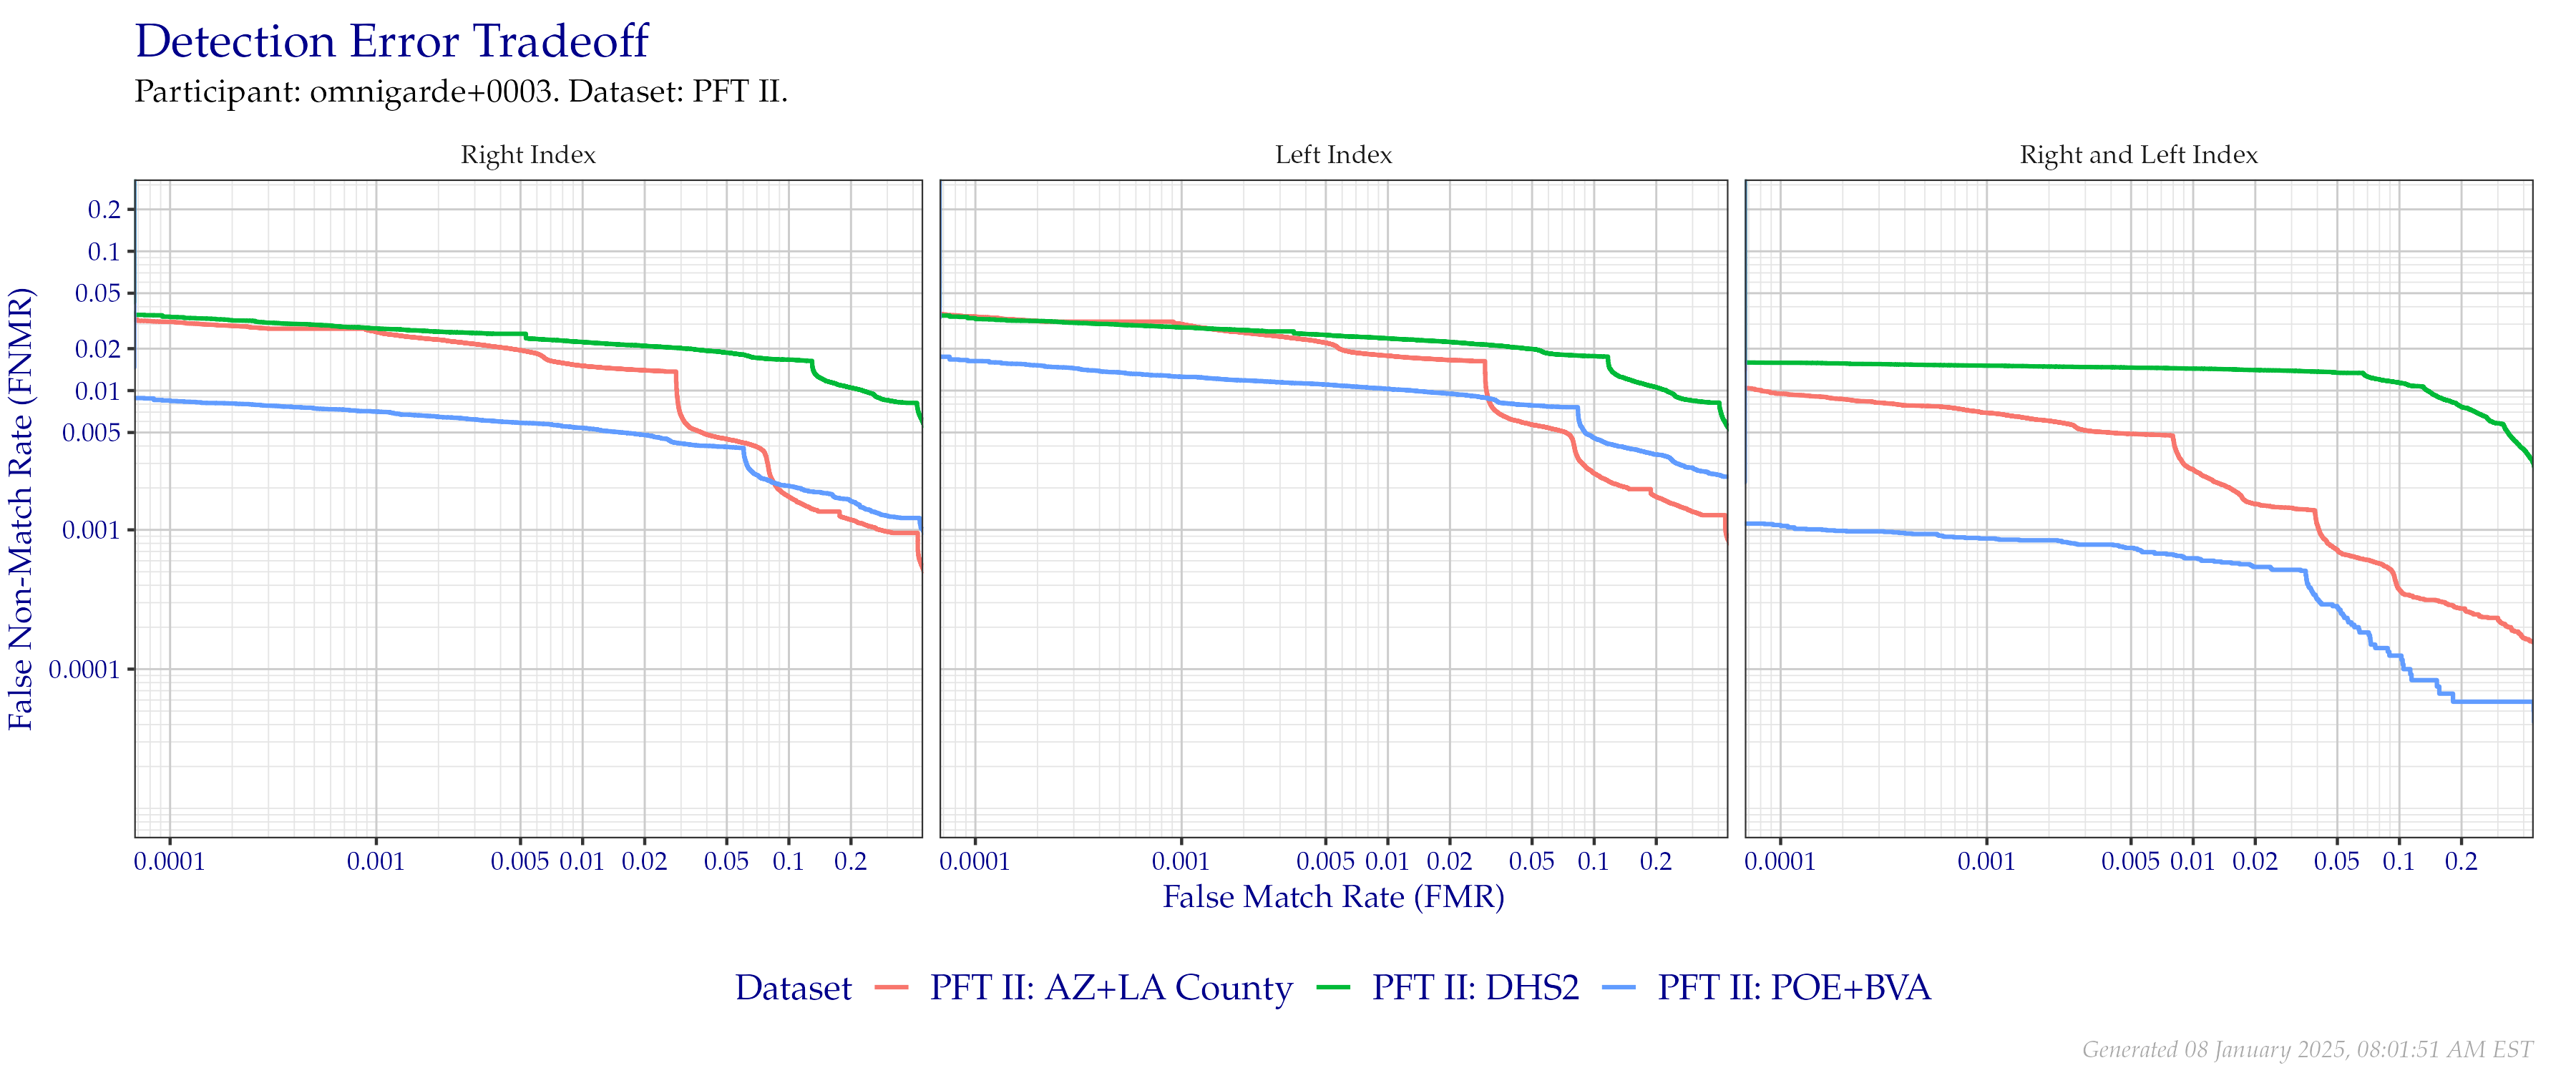 Detection Error Tradeoff
Participant: omnigarde+0003. Dataset: PFT II.
Right Index
Left Index
Right and Left Index
False Non-Match Rate (FNMR)
0.2
0.1
0.05
0.02
0.01
0.005
0.001
0.0001
0.0001 0.001 0.005 0.01 0.02 0.05 0.1 0.2
0.0001 0.001 0.005 0.01 0.02 0.05 0.1 0.2
0.0001 0.001 0.005 0.01 0.02 0.05 0.1 0.2
False Match Rate (FMR)
Dataset PFT II: AZ+LA County PFT II: DHS2 PFT II: POE+BVA
Generated 08 January 2025, 08:01:51 AM EST